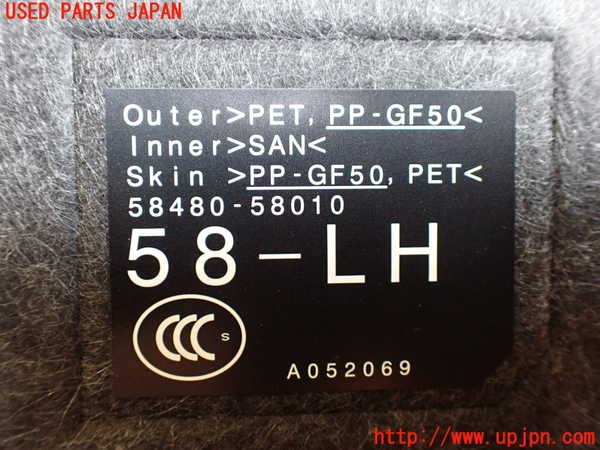 USED PARTS JAPAN
Outer>PET, PP-GF50<
Inner>SAN<
Skin >PP-GF50, PET<
58480-58010
58-LH
CCC S
A052069
http://www.upjpn.com/